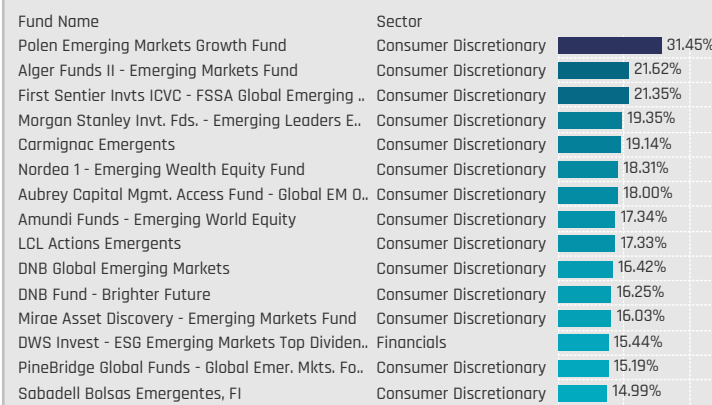 Fund Name Sector
Polen Emerging Markets Growth Fund Consumer Discretionary 31.45%
Alger Funds II - Emerging Markets Fund Consumer Discretionary 21.62%
First Sentier Invts ICVC - FSSA Global Emerging .. Consumer Discretionary 21.35%
Morgan Stanley Invt. Fds. - Emerging Leaders E.. Consumer Discretionary 19.35%
Carmignac Emergents Consumer Discretionary 19.14%
Nordea 1 - Emerging Wealth Equity Fund Consumer Discretionary 18.31%
Aubrey Capital Mgmt. Access Fund - Global EM O.. Consumer Discretionary 18.00%
Amundi Funds - Emerging World Equity Consumer Discretionary 17.34%
LCL Actions Emergents Consumer Discretionary 17.33%
DNB Global Emerging Markets Consumer Discretionary 16.42%
DNB Fund - Brighter Future Consumer Discretionary 16.25%
Mirae Asset Discovery - Emerging Markets Fund Consumer Discretionary 16.03%
DWS Invest - ESG Emerging Markets Top Dividen.. Financials 15.44%
PineBridge Global Funds - Global Emer. Mkts. Fo.. Consumer Discretionary 15.19%
Sabadell Bolsas Emergentes, FI Consumer Discretionary 14.99%